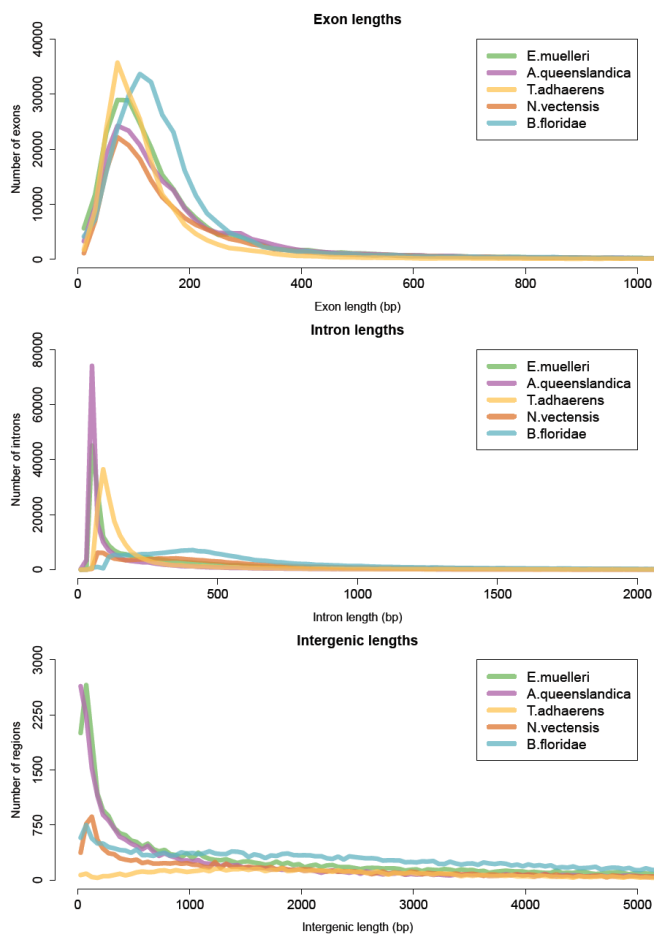 Exon lengths
Number of exons
40000
30000
20000
10000
0
E.muelleri
A.queenslandica
T.adhaerens
N.vectensis
B.floridae
0 200 400 600 800 1000
Exon length (bp)
Intron lengths
Number of introns
80000
60000
40000
20000
0
E.muelleri
A.queenslandica
T.adhaerens
N.vectensis
B.floridae
0 500 1000 1500 2000
Intron length (bp)
Intergenic lengths
Number of regions
3000
2250
1500
750
0
E.muelleri
A.queenslandica
T.adhaerens
N.vectensis
B.floridae
0 1000 2000 3000 4000 5000
Intergenic length (bp)